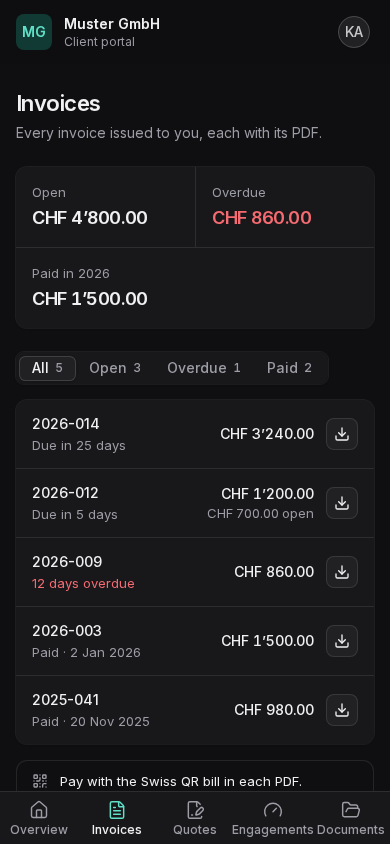 MG
Muster GmbH
Client portal
KA
Invoices
Every invoice issued to you, each with its PDF.
Open
CHF 4’800.00
Overdue
CHF 860.00
Paid in 2026
CHF 1’500.00
All 5
Open 3
Overdue 1
Paid 2
2026-014
Due in 25 days
CHF 3’240.00
2026-012
Due in 5 days
CHF 1’200.00
CHF 700.00 open
2026-009
12 days overdue
CHF 860.00
2026-003
Paid · 2 Jan 2026
CHF 1’500.00
2025-041
Paid · 20 Nov 2025
CHF 980.00
Pay with the Swiss QR bill in each PDF.
Overview
Invoices
Quotes
Engagements
Documents